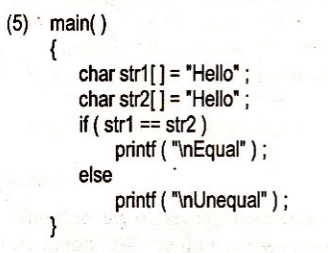 (5) main( )
{
char str1[ ] = "Hello" ;
char str2[ ] = "Hello" ;
if ( str1 == str2 )
printf ( "\nEqual" ) ;
else
printf ( "\nUnequal" ) ;
}